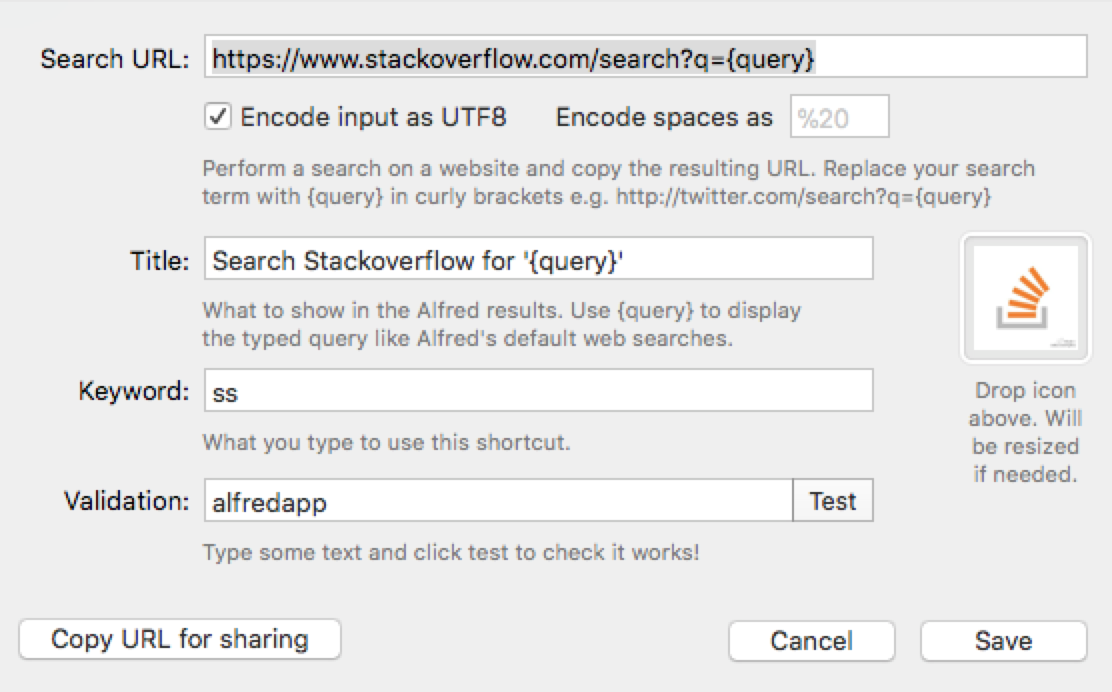 Search URL: https://www.stackoverflow.com/search?q={query}
Encode input as UTF8 Encode spaces as %20
Perform a search on a website and copy the resulting URL. Replace your search
term with {query} in curly brackets e.g. http://twitter.com/search?q={query}
Title: Search Stackoverflow for '{query}'
What to show in the Alfred results. Use {query} to display
the typed query like Alfred's default web searches.
Keyword: ss
What you type to use this shortcut.
Validation: alfredapp Test
Type some text and click test to check it works!
Drop icon
above. Will
be resized
if needed.
Copy URL for sharing Cancel Save